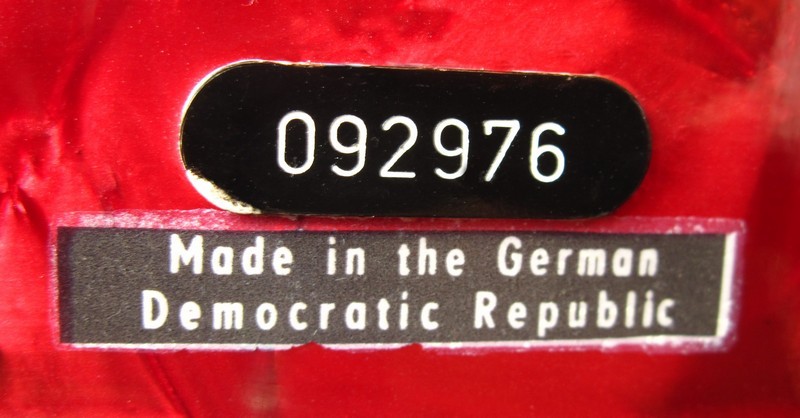 092976
Made in the German
Democratic Republic